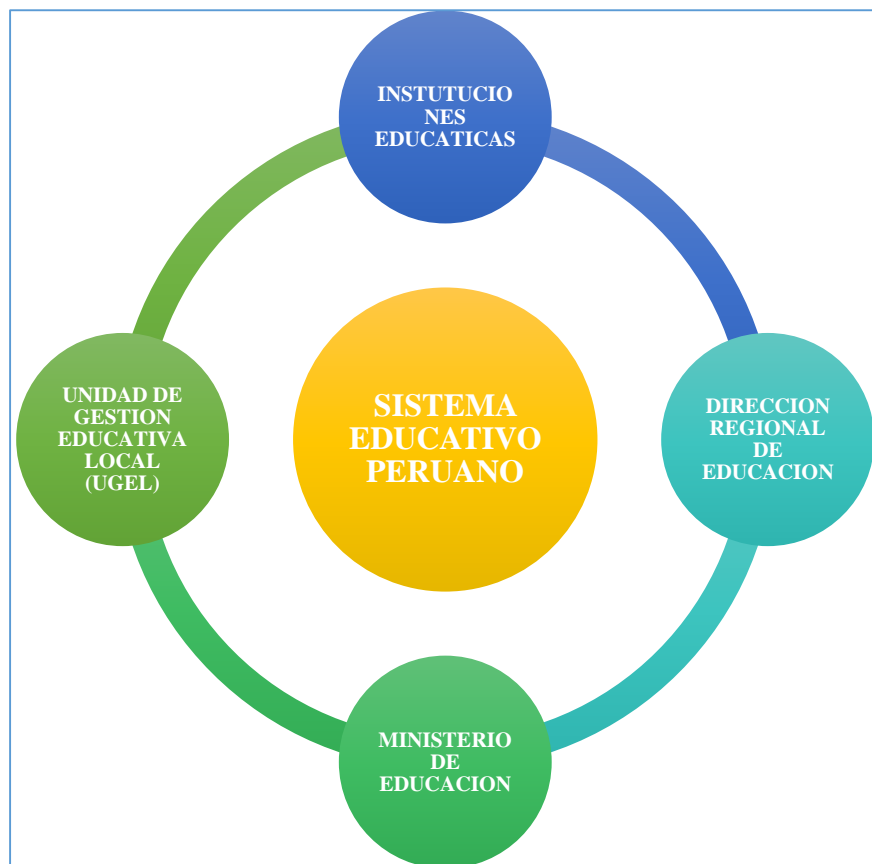 INSTUTUCIO
NES
EDUCATICAS
UNIDAD DE
GESTION
EDUCATIVA
LOCAL
(UGEL)
SISTEMA
EDUCATIVO
PERUANO
DIRECCION
REGIONAL
DE
EDUCACION
MINISTERIO
DE
EDUCACION